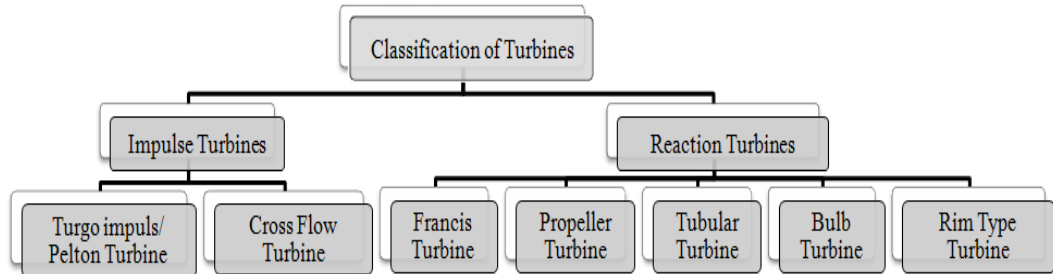 Classification of Turbines
Impulse Turbines
Reaction Turbines
Turgo impuls/
Pelton Turbine
Cross Flow
Turbine
Francis
Turbine
Propeller
Turbine
Tubular
Turbine
Bulb
Turbine
Rim Type
Turbine